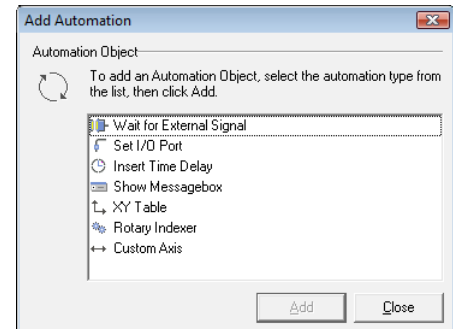 Add Automation
Automation Object
To add an Automation Object, select the automation type from
the list, then click Add.
Wait for External Signal
Set I/O Port
Insert Time Delay
Show Messagebox
XY Table
Rotary Indexer
Custom Axis
Add
Close